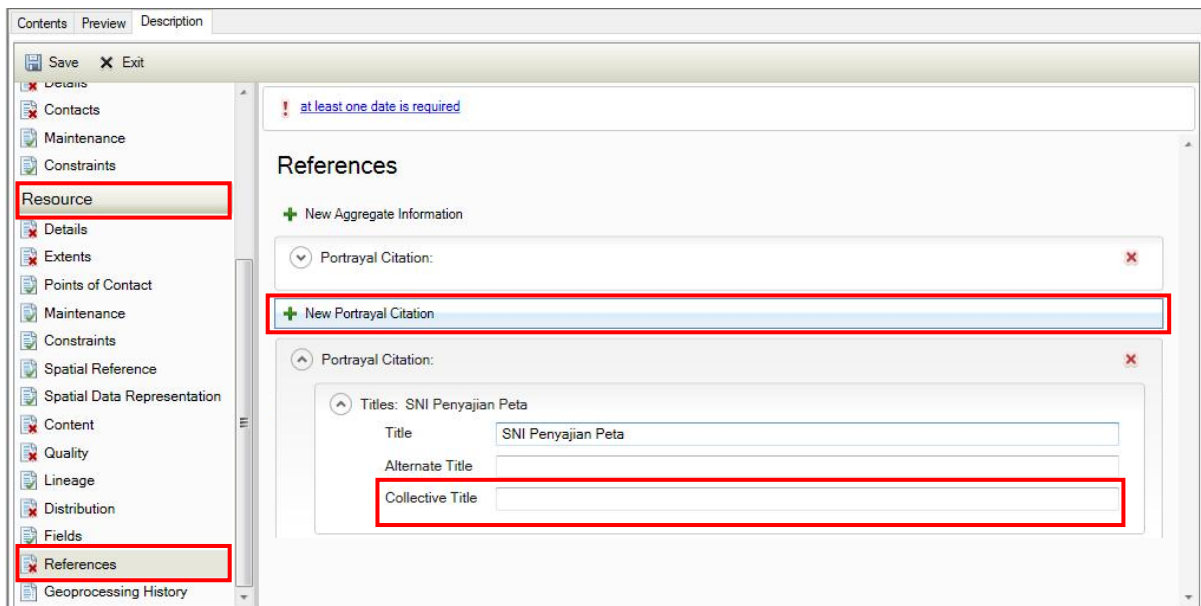 Contents Preview Description
Save Exit
Details
Contacts
Maintenance
Constraints
Resource
Details
Extents
Points of Contact
Maintenance
Constraints
Spatial Reference
Spatial Data Representation
Content
Quality
Lineage
Distribution
Fields
References
Geoprocessing History
! at least one date is required
References
New Aggregate Information
Portrayal Citation:
New Portrayal Citation
Portrayal Citation:
Titles: SNI Penyajian Peta
Title SNI Penyajian Peta
Alternate Title
Collective Title